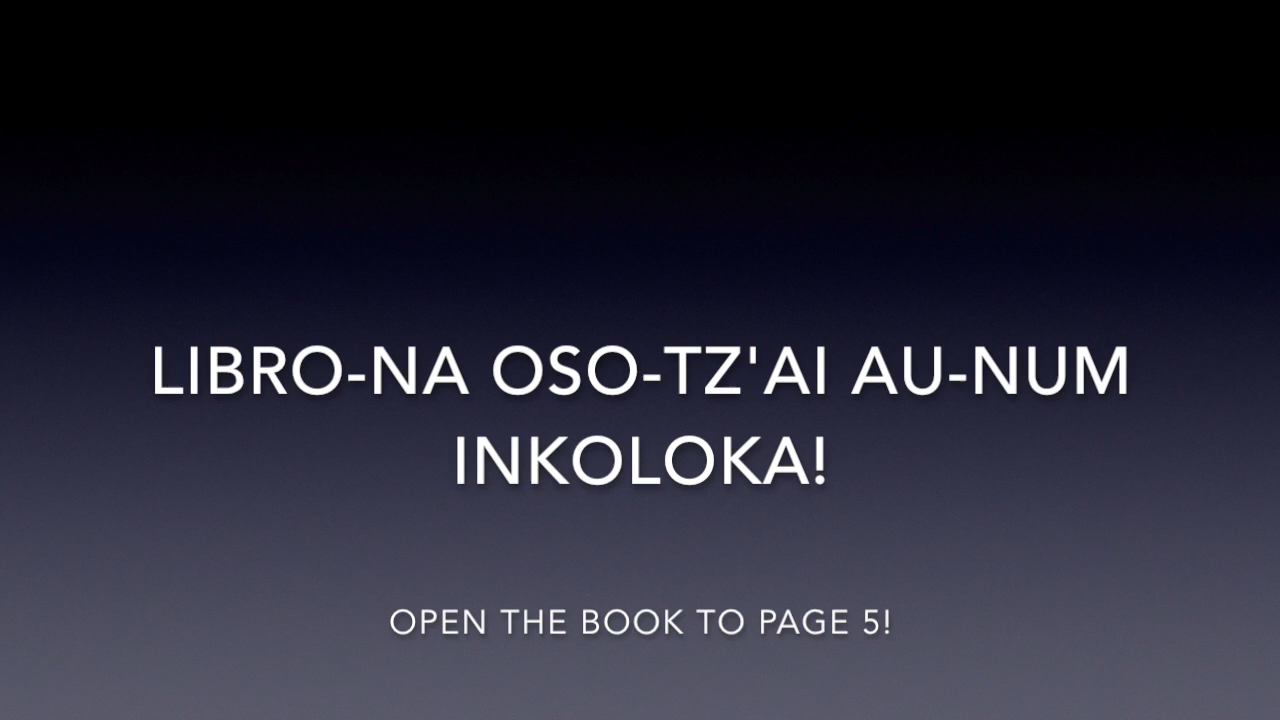 LIBRO-NA OSO-TZ'AI AU-NUM
INKOLOKA!
OPEN THE BOOK TO PAGE 5!